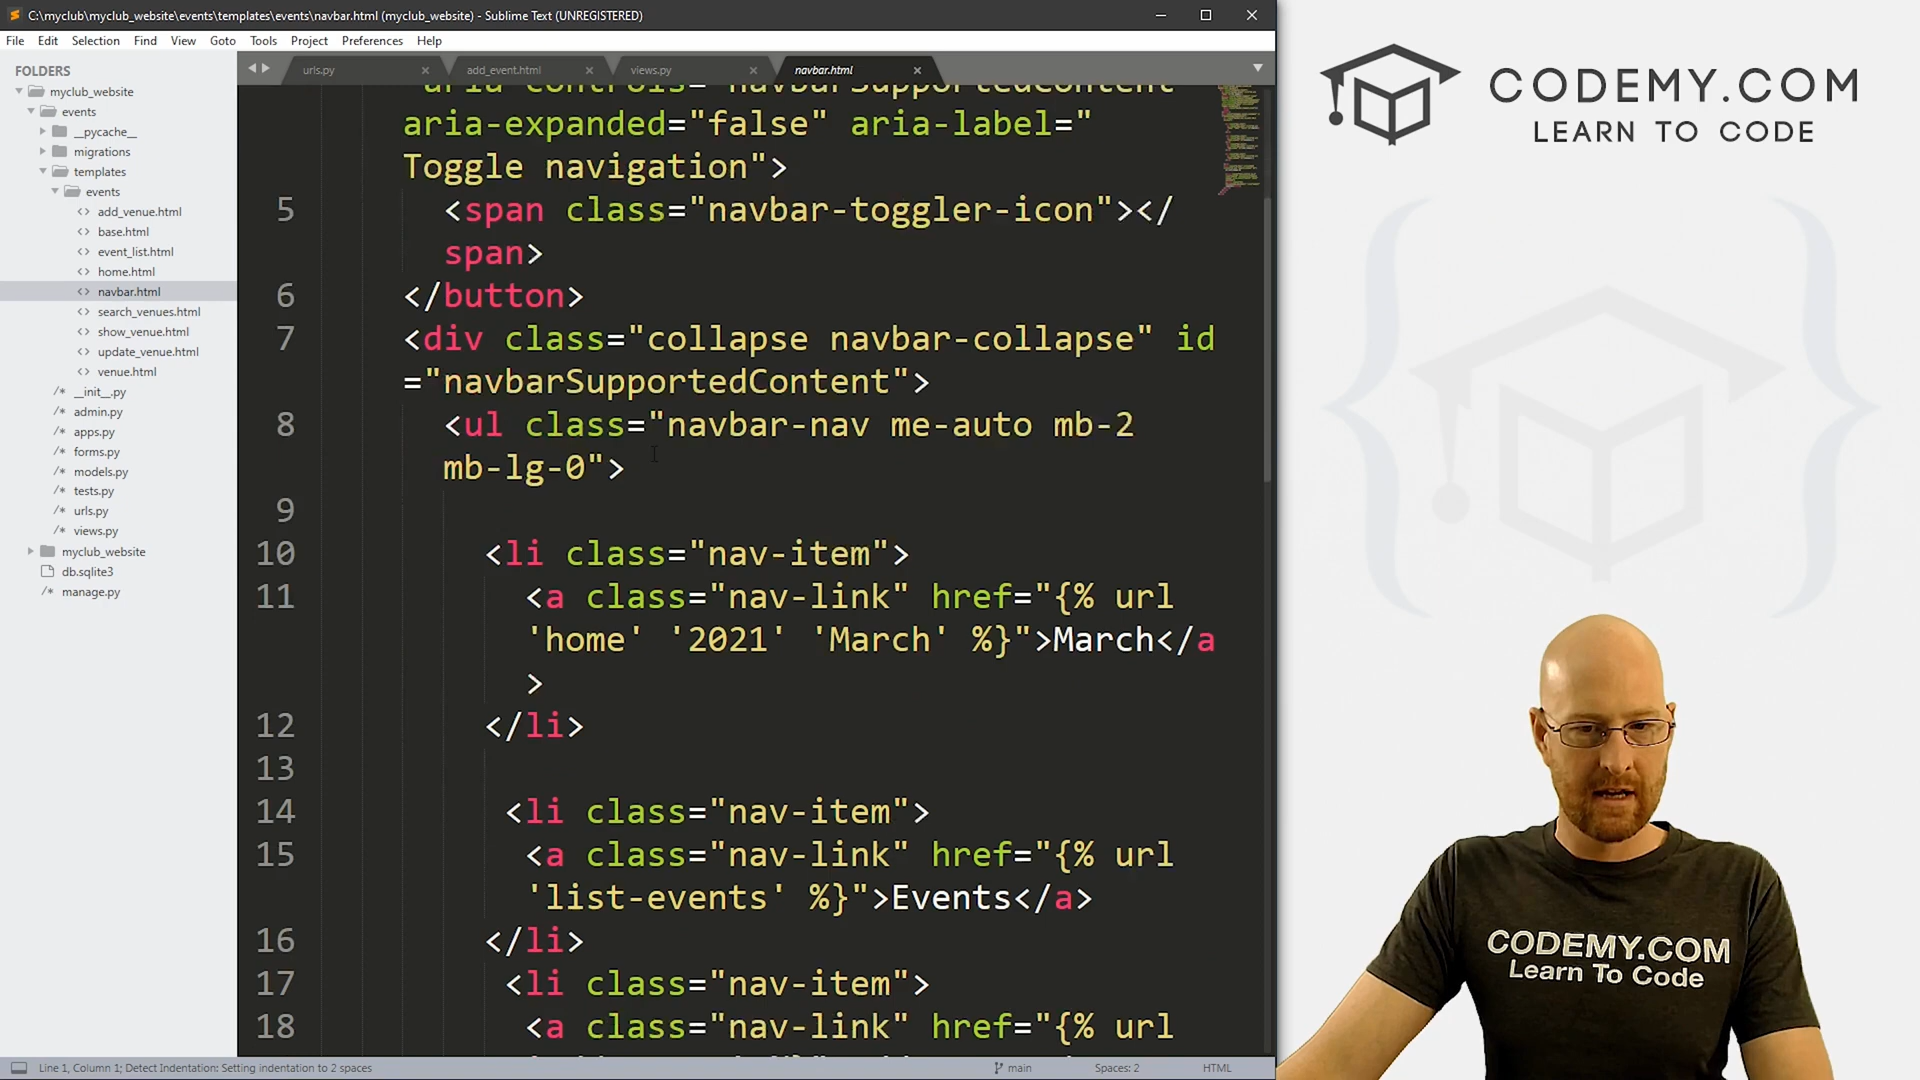 C:\myclub\myclub_website\events\templates\events\navbar.html (myclub_website) - Sublime Text (UNREGISTERED)
File Edit Selection Find View Goto Tools Project Preferences Help
FOLDERS
myclub_website
events
__pycache__
migrations
templates
events
add_venue.html
base.html
event_list.html
home.html
navbar.html
search_venues.html
show_venue.html
update_venue.html
venue.html
__init__.py
admin.py
apps.py
forms.py
models.py
tests.py
urls.py
views.py
myclub_website
db.sqlite3
manage.py
urls.py add_event.html views.py navbar.html
aria-controls="navbarSupportedContent"
aria-expanded="false" aria-label="
Toggle navigation">
5 <span class="navbar-toggler-icon"></
span>
6 </button>
7 <div class="collapse navbar-collapse" id
="navbarSupportedContent">
8 <ul class="navbar-nav me-auto mb-2
mb-lg-0">
9
10 <li class="nav-item">
11 <a class="nav-link" href="{% url
'home' '2021' 'March' %}">March</a
>
12 </li>
13
14 <li class="nav-item">
15 <a class="nav-link" href="{% url
'list-events' %}">Events</a>
16 </li>
17 <li class="nav-item">
18 <a class="nav-link" href="{% url
Line 1, Column 1; Detect Indentation: Setting indentation to 2 spaces
main
Spaces: 2
HTML
CODEMY.COM
LEARN TO CODE
CODEMY.COM
Learn To Code